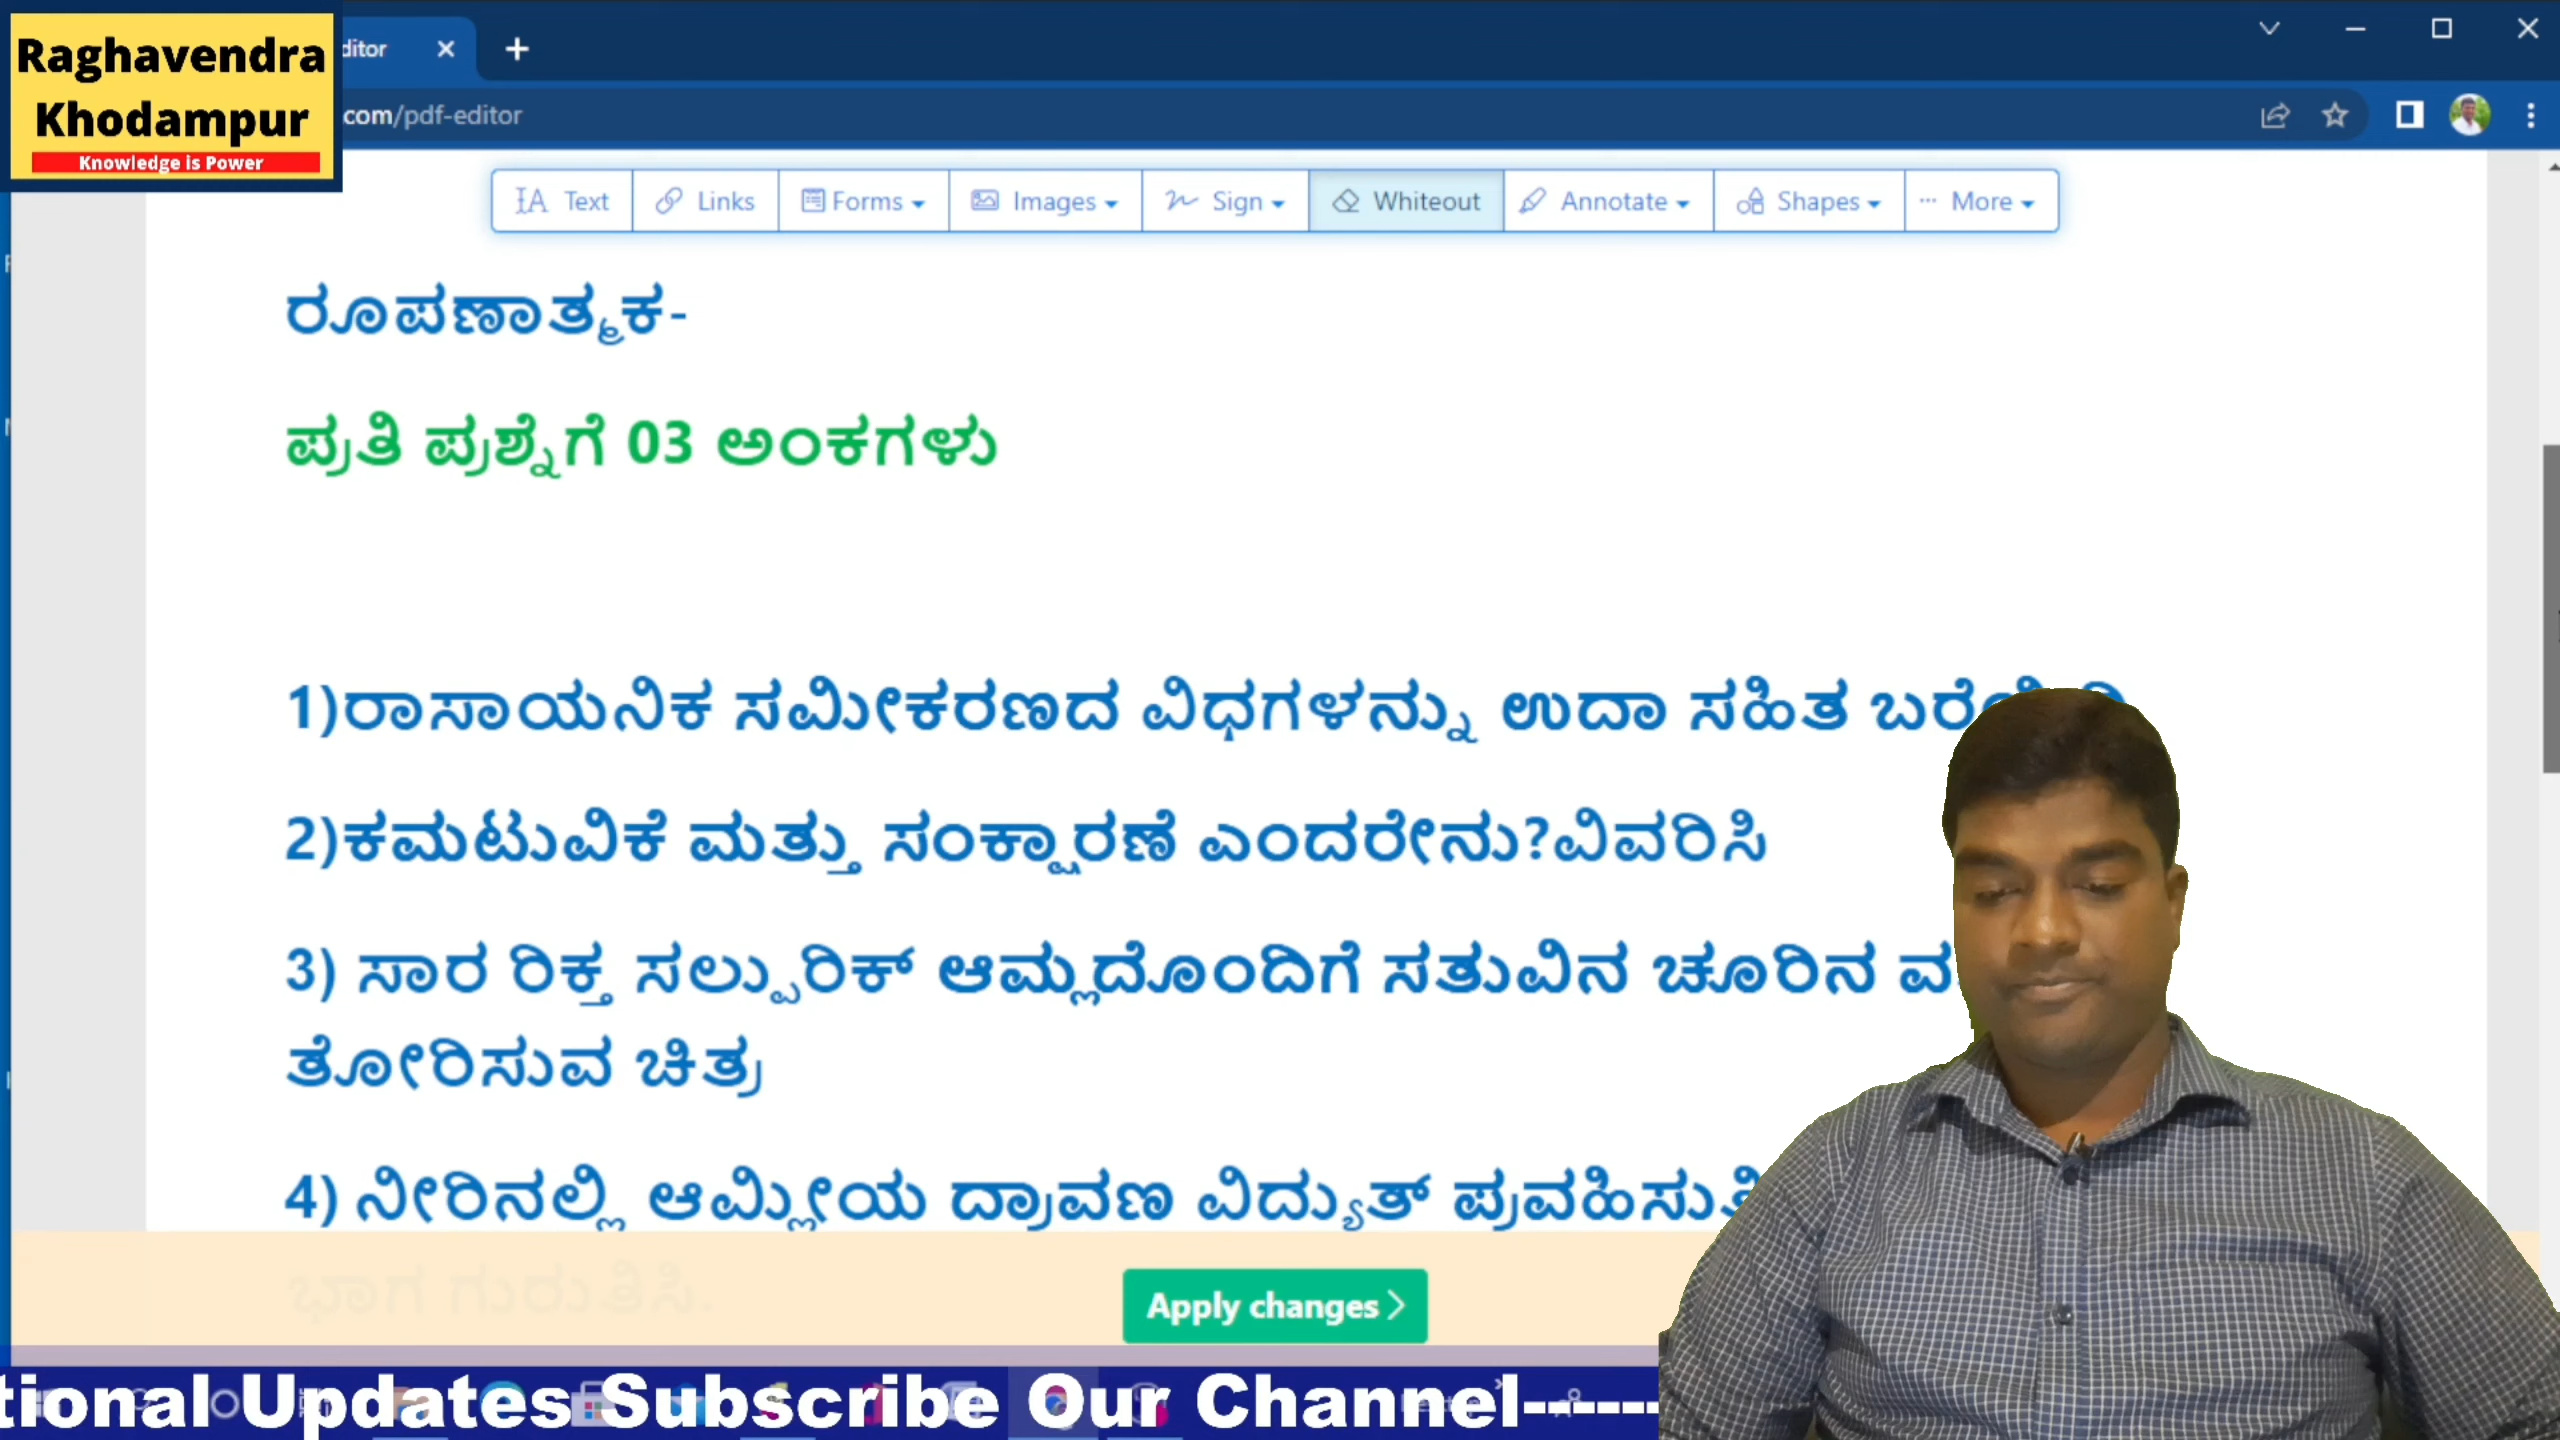 Raghavendra
Khodampur
Knowledge is Power
ditor
com/pdf-editor
Text Links Forms Images Sign Whiteout Annotate Shapes More
ರೂಪಣಾತ್ಮಕ-
ಪ್ರತಿ ಪ್ರಶ್ನೆಗೆ 03 ಅಂಕಗಳು
1)ರಾಸಾಯನಿಕ ಸಮೀಕರಣದ ವಿಧಗಳನ್ನು ಉದಾ ಸಹಿತ
2)ಕಮಟುವಿಕೆ ಮತ್ತು ಸಂಕ್ಷಾರಣೆ ಎಂದರೇನು?ವಿವರಿಸಿ
3) ಸಾರ ರಿಕ್ತ ಸಲ್ಪುರಿಕ್ ಆಮ್ಲದೊಂದಿಗೆ ಸತುವಿನ ಚೂರಿನ
ತೋರಿಸುವ ಚಿತ್ರ
4) ನೀರಿನಲ್ಲಿ ಆಮ್ಲೀಯ ದ್ರಾವಣ ವಿದ್ಯುತ್
ಭಾಗ ಗುರುತಿಸಿ.
Apply changes
tional Updates Subscribe Our Channel------